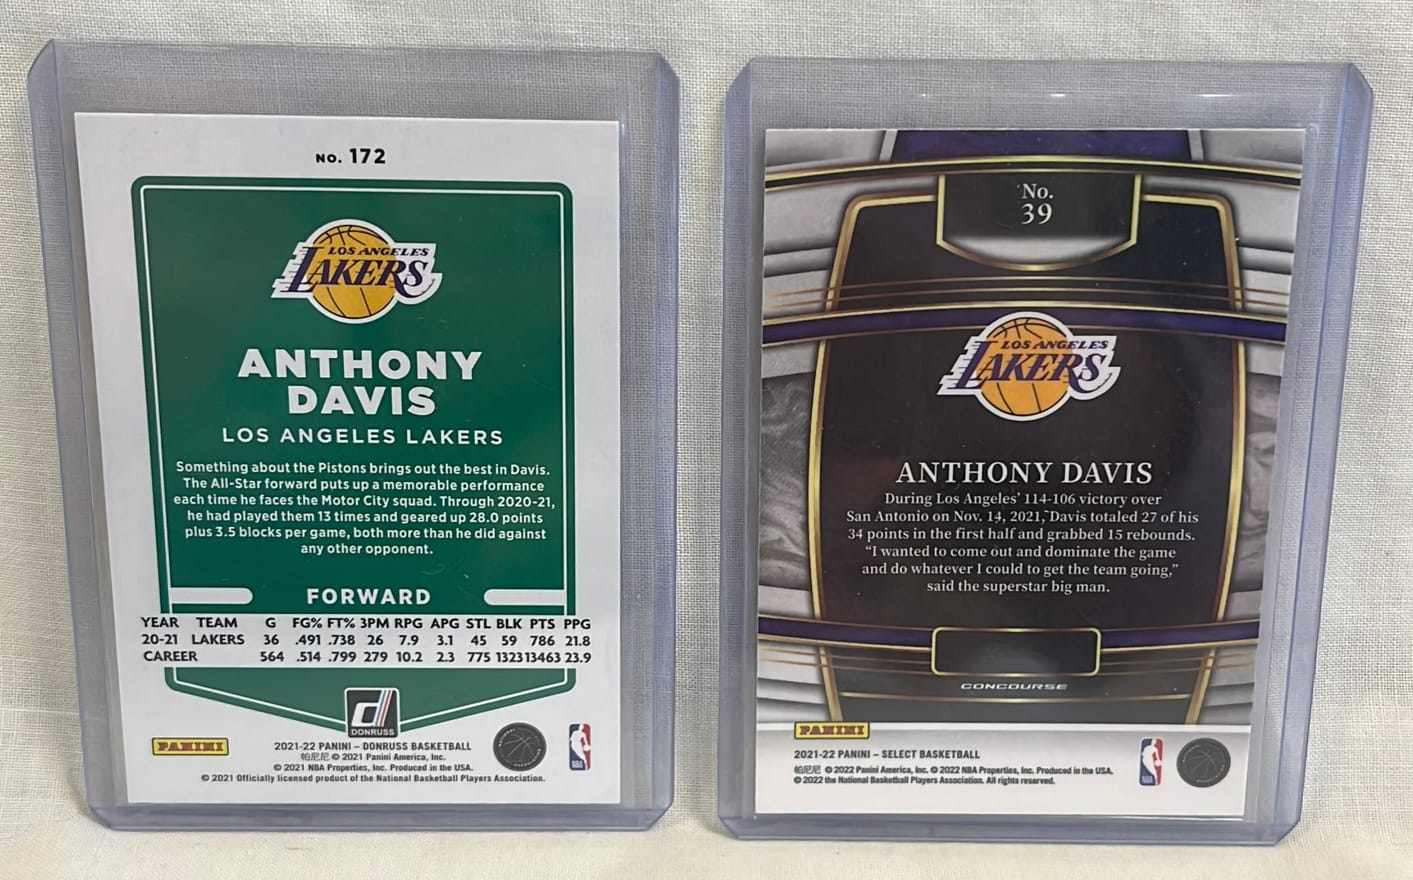 NO. 172
LOS ANGELES
LAKERS
ANTHONY
DAVIS
LOS ANGELES LAKERS
Something about the Pistons brings out the best in Davis.
The All-Star forward puts up a memorable performance
each time he faces the Motor City squad. Through 2020-21,
he had played them 13 times and geared up 28.0 points
plus 3.5 blocks per game, both more than he did against
any other opponent.
FORWARD
YEAR TEAM G FG% FT% 3PM RPG APG STL BLK PTS PPG
20-21 LAKERS 36 .491 .738 26 7.9 3.1 45 59 786 21.8
CAREER 564 .514 .799 279 10.2 2.3 775 1323 13463 23.9
d
DONRUSS
PANINI
2021-22 PANINI – DONRUSS BASKETBALL
帕尼尼 © 2021 Panini America, Inc.
© 2021 NBA Properties, Inc. Produced in the USA.
© 2021 Officially licensed product of the National Basketball Players Association.
NBA
No.
39
LOS ANGELES
LAKERS
ANTHONY DAVIS
During Los Angeles' 114-106 victory over
San Antonio on Nov. 14, 2021, Davis totaled 27 of his
34 points in the first half and grabbed 15 rebounds.
“I wanted to come out and dominate the game
and do whatever I could to get the team going,”
said the superstar big man.
CONCOURSE
PANINI
2021-22 PANINI – SELECT BASKETBALL
帕尼尼 © 2022 Panini America, Inc. © 2022 NBA Properties, Inc. Produced in the USA.
© 2022 the National Basketball Players Association. All rights reserved.
NBA